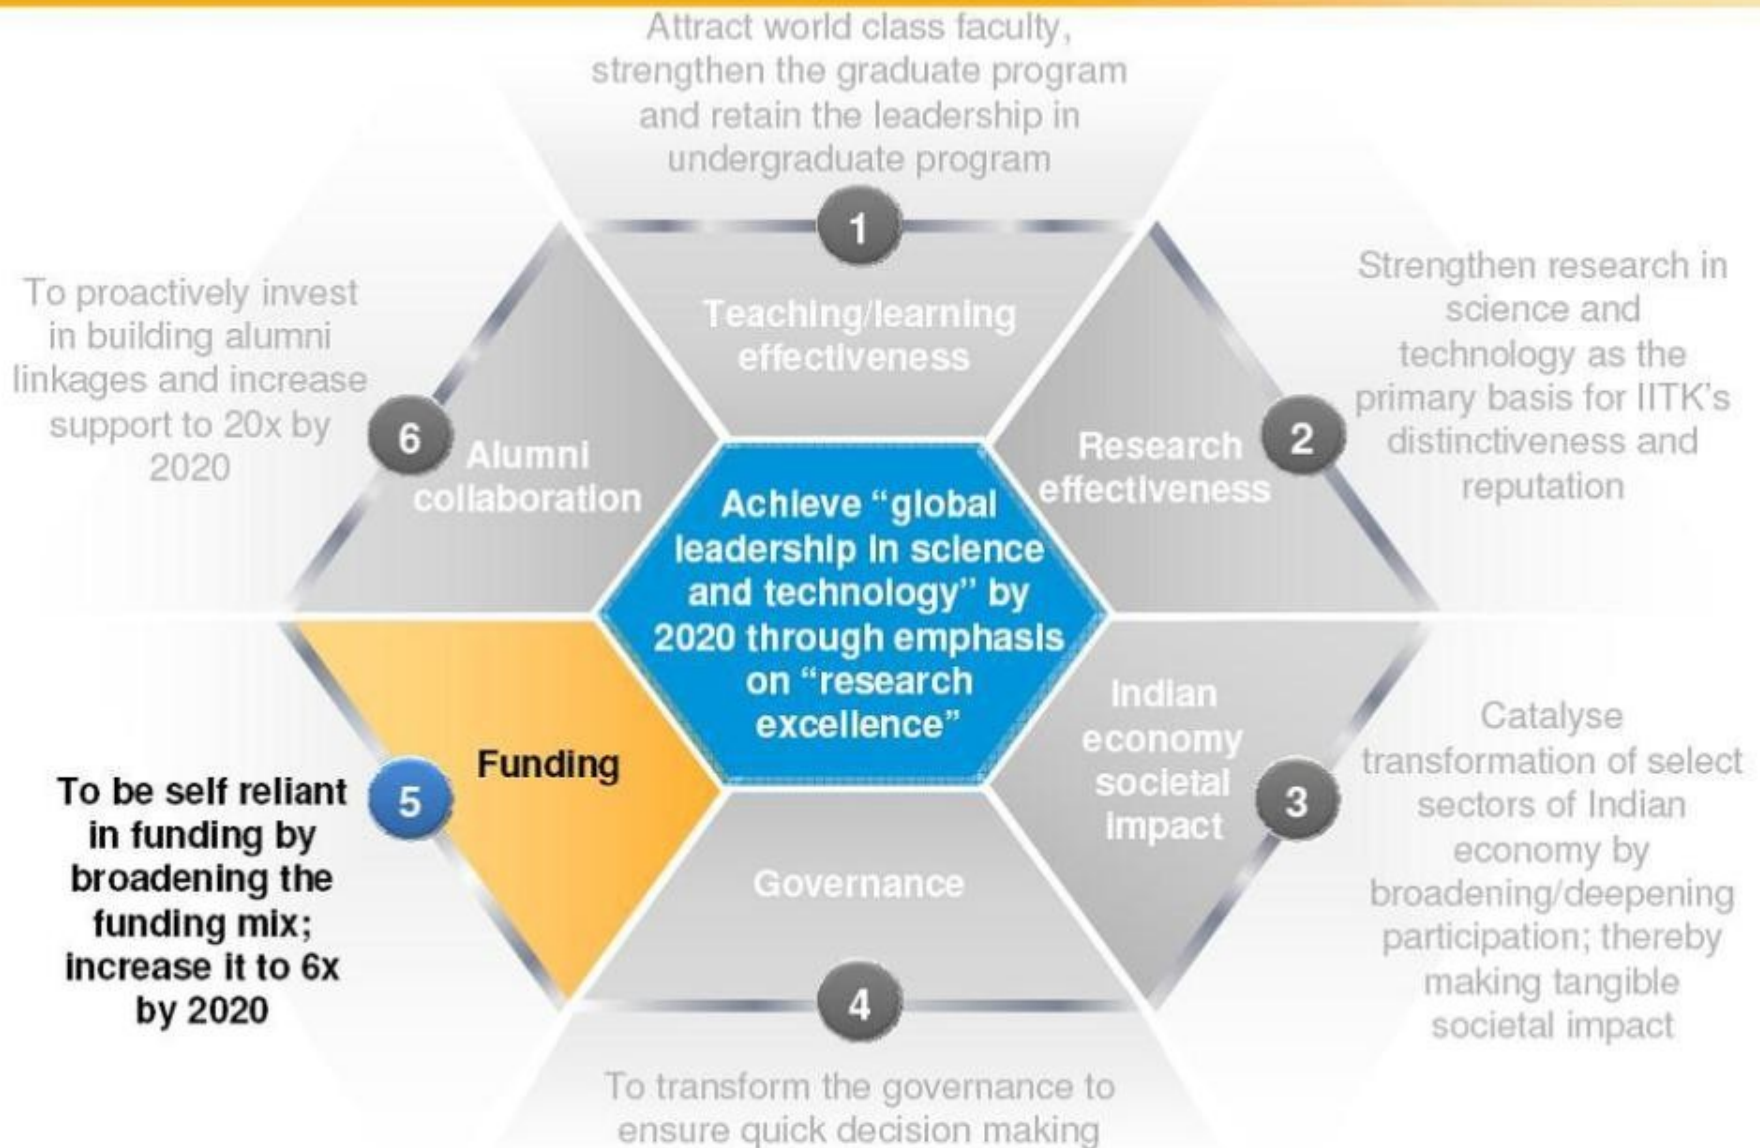 Attract world class faculty,
strengthen the graduate program
and retain the leadership in
undergraduate program
1
Teaching/learning
effectiveness
2
Research
effectiveness
Strengthen research in
science and
technology as the
primary basis for IITK's
distinctiveness and
reputation
3
Indian
economy
societal
impact
Catalyse
transformation of select
sectors of Indian
economy by
broadening/deepening
participation; thereby
making tangible
societal impact
4
Governance
To transform the governance to
ensure quick decision making
5
Funding
To be self reliant
in funding by
broadening the
funding mix;
increase it to 6x
by 2020
6
Alumni
collaboration
To proactively invest
in building alumni
linkages and increase
support to 20x by
2020
Achieve “global
leadership in science
and technology” by
2020 through emphasis
on “research
excellence”